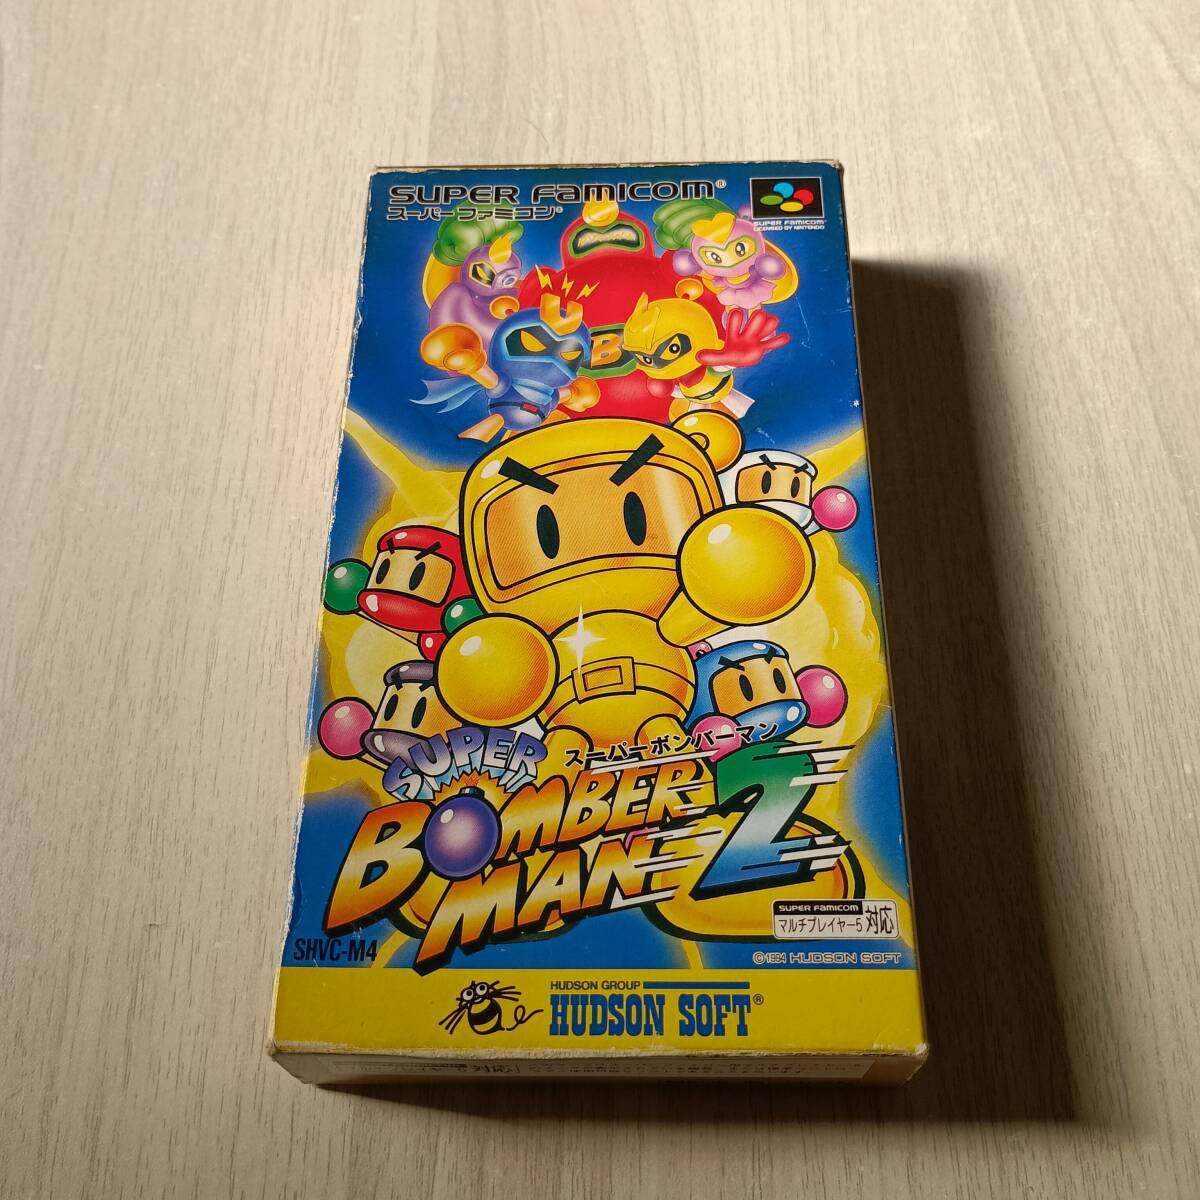 SUPER FAMICOM®
スーパーファミコン®
SUPER FAMICOM
LICENSED BY NINTENDO
U
B
スーパーボンバーマン
SUPER
BOMBER
MAN 2
SUPER FAMICOM
マルチプレイヤー5 対応
SHVC-M4
©1994 HUDSON SOFT
HUDSON GROUP
HUDSON SOFT®
対応